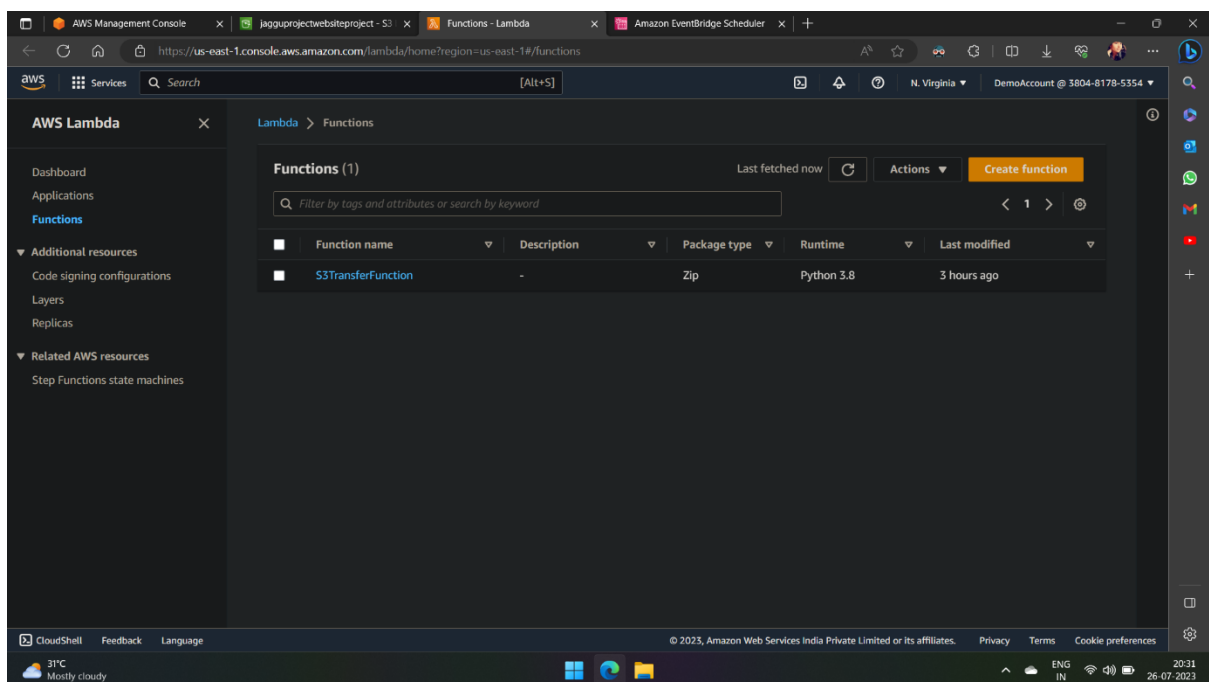 AWS Management Console
jagguprojectwebsiteproject - S3
Functions - Lambda
Amazon EventBridge Scheduler
https://us-east-1.console.aws.amazon.com/lambda/home?region=us-east-1#/functions
aws Services Search [Alt+S] N. Virginia DemoAccount @ 3804-8178-5354
AWS Lambda
Dashboard
Applications
Functions
Additional resources
Code signing configurations
Layers
Replicas
Related AWS resources
Step Functions state machines
Lambda > Functions
Functions (1) Last fetched now Actions Create function
Filter by tags and attributes or search by keyword 1
Function name Description Package type Runtime Last modified
S3TransferFunction - Zip Python 3.8 3 hours ago
CloudShell Feedback Language © 2023, Amazon Web Services India Private Limited or its affiliates. Privacy Terms Cookie preferences
31°C
Mostly cloudy
ENG
IN
20:31
26-07-2023